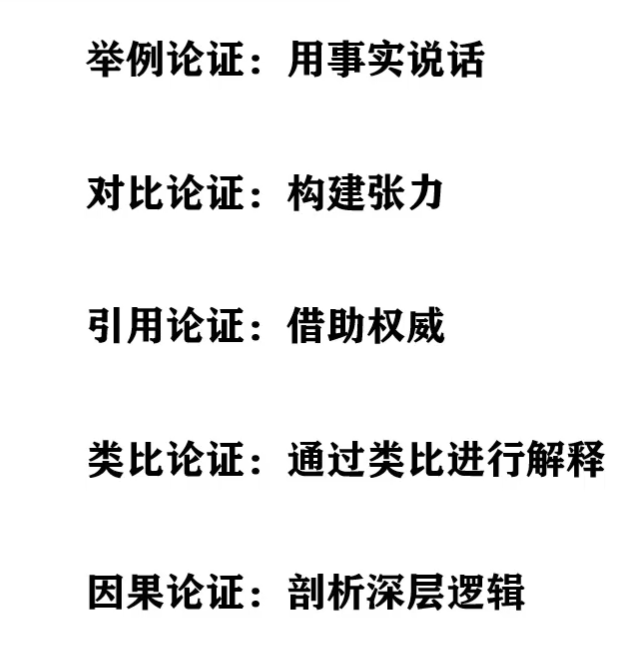 举例论证：用事实说话
对比论证：构建张力
引用论证：借助权威
类比论证：通过类比进行解释
因果论证：剖析深层逻辑